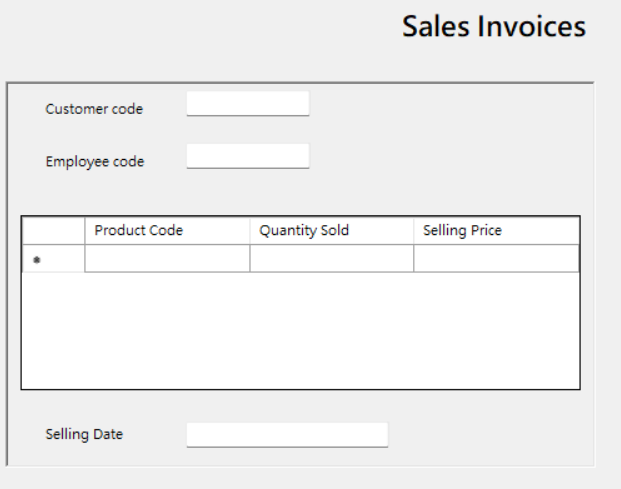 Sales Invoices
Customer code
Employee code
Product Code Quantity Sold Selling Price
Selling Date